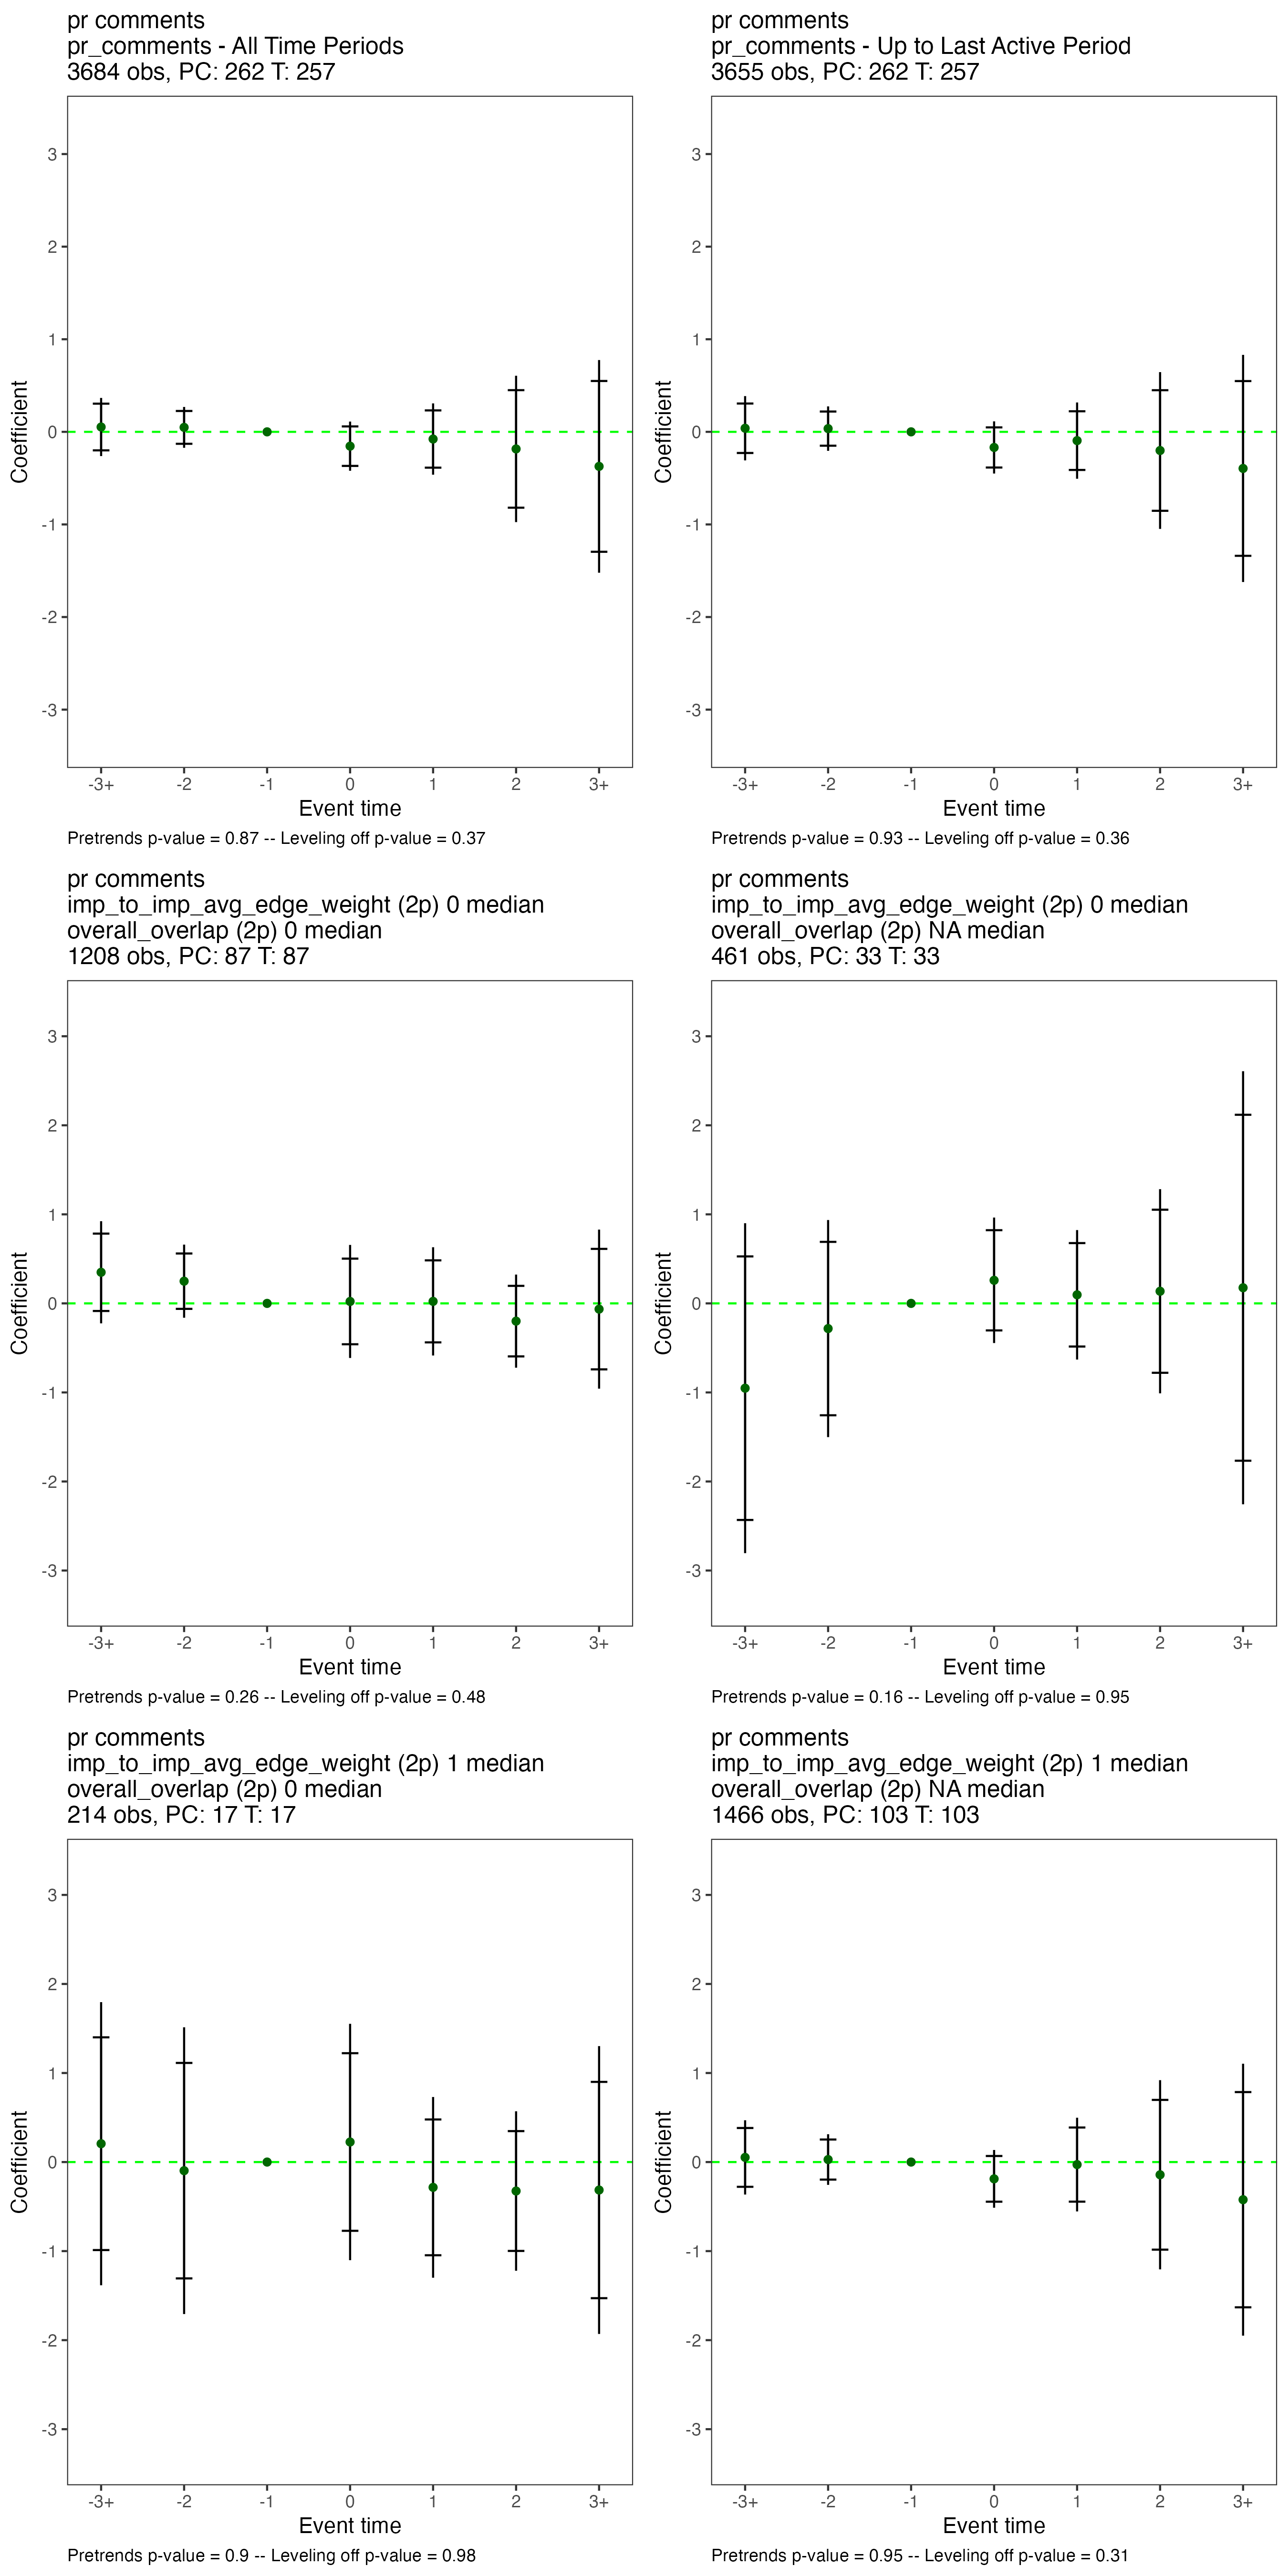 pr comments
pr_comments - All Time Periods
3684 obs, PC: 262 T: 257
3
2
1
0
-1
-2
-3
Coefficient
-3+ -2 -1 0 1 2 3+
Event time
Pretrends p-value = 0.87 -- Leveling off p-value = 0.37
pr comments
pr_comments - Up to Last Active Period
3655 obs, PC: 262 T: 257
3
2
1
0
-1
-2
-3
Coefficient
-3+ -2 -1 0 1 2 3+
Event time
Pretrends p-value = 0.93 -- Leveling off p-value = 0.36
pr comments
imp_to_imp_avg_edge_weight (2p) 0 median
overall_overlap (2p) 0 median
1208 obs, PC: 87 T: 87
3
2
1
0
-1
-2
-3
Coefficient
-3+ -2 -1 0 1 2 3+
Event time
Pretrends p-value = 0.26 -- Leveling off p-value = 0.48
pr comments
imp_to_imp_avg_edge_weight (2p) 0 median
overall_overlap (2p) NA median
461 obs, PC: 33 T: 33
3
2
1
0
-1
-2
-3
Coefficient
-3+ -2 -1 0 1 2 3+
Event time
Pretrends p-value = 0.16 -- Leveling off p-value = 0.95
pr comments
imp_to_imp_avg_edge_weight (2p) 1 median
overall_overlap (2p) 0 median
214 obs, PC: 17 T: 17
3
2
1
0
-1
-2
-3
Coefficient
-3+ -2 -1 0 1 2 3+
Event time
Pretrends p-value = 0.9 -- Leveling off p-value = 0.98
pr comments
imp_to_imp_avg_edge_weight (2p) 1 median
overall_overlap (2p) NA median
1466 obs, PC: 103 T: 103
3
2
1
0
-1
-2
-3
Coefficient
-3+ -2 -1 0 1 2 3+
Event time
Pretrends p-value = 0.95 -- Leveling off p-value = 0.31